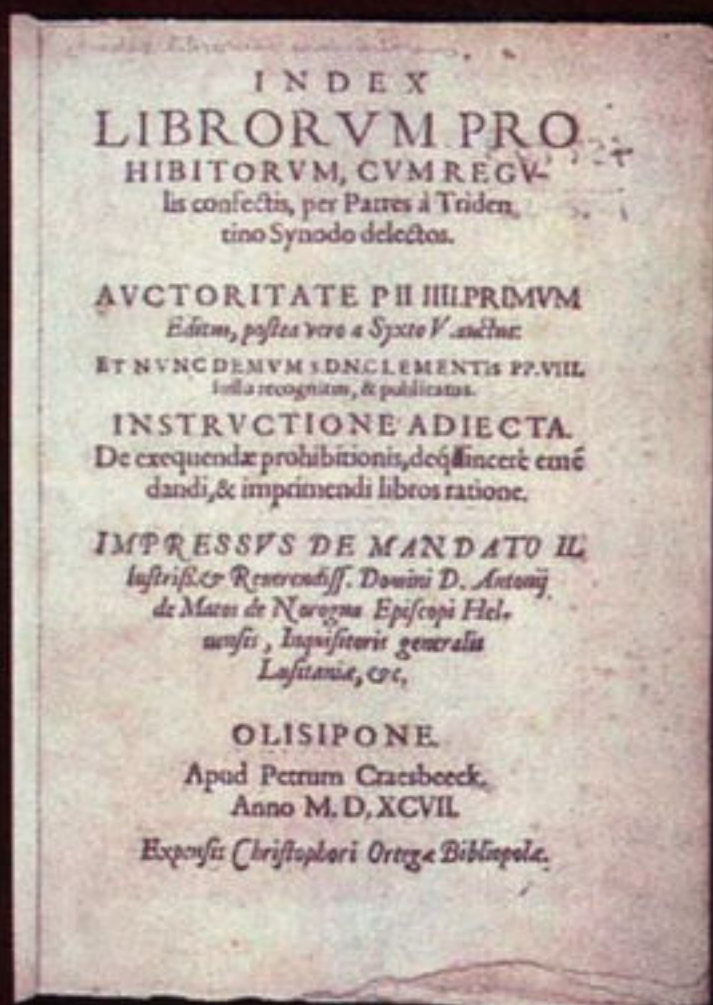 INDEX
LIBRORVM PRO
HIBITORVM, CVM REGV-
lis confectis, per Patres à Triden
tino Synodo delectos.
AVCTORITATE PII IIII. PRIMVM
Editus, postea vero a Syxto V. auctus:
ET NVNC DEMVM S.D.N. CLEMENTIS PP. VIII.
iussu recognitus, & publicatus.
INSTRVCTIONE ADIECTA.
De exequendæ prohibitionis, deq́; sincerè emē
dandi, & imprimendi libros ratione.
IMPRESSVS DE MANDATO IL
lustriss. & Reverendiss. Domini D. Antonij
de Matos de Norogna Episcopi Hel-
uensis, Inquisitoris generalis
Lusitaniæ, &c.
OLISIPONE.
Apud Petrum Craesbeeck.
Anno M. D. XCVII.
Expensis Christophori Ortegæ Bibliopolæ.